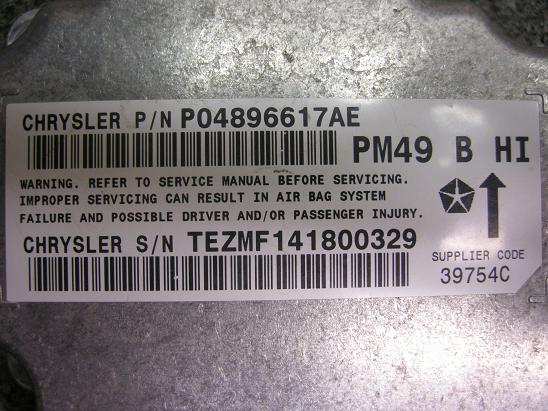 CHRYSLER P/N P04896617AE
PM49 B HI
WARNING. REFER TO SERVICE MANUAL BEFORE SERVICING.
IMPROPER SERVICING CAN RESULT IN AIR BAG SYSTEM
FAILURE AND POSSIBLE DRIVER AND/OR PASSENGER INJURY.
CHRYSLER S/N TEZMF141800329
SUPPLIER CODE
39754C